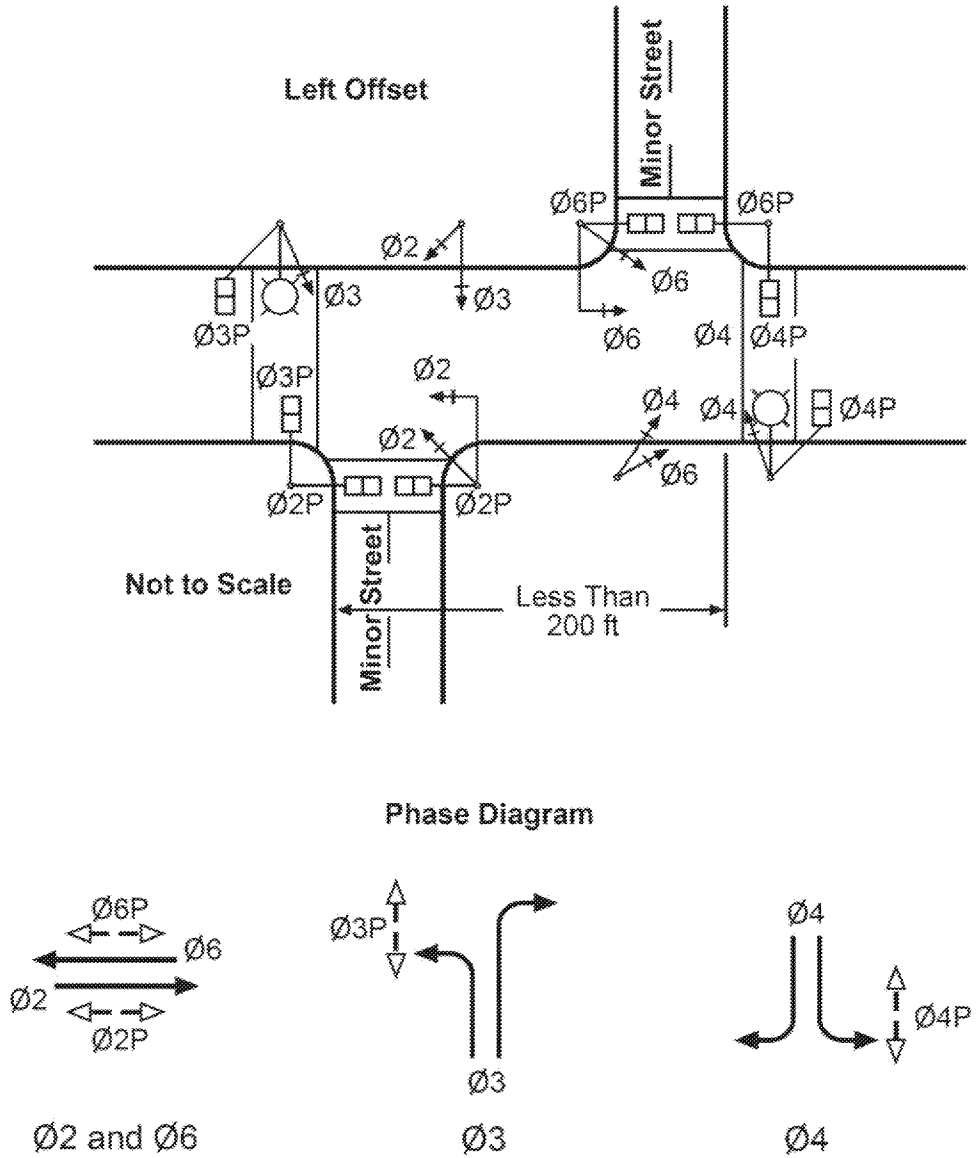 Left Offset
Minor Street
Ø6P
Ø6P
Ø2
Ø3
Ø3
Ø6
Ø6
Ø3P
Ø4
Ø4P
Ø3P
Ø2
Ø2
Ø4
Ø4
Ø4P
Ø6
Ø2P
Ø2P
Not to Scale
Minor Street
Less Than
200 ft
Phase Diagram
Ø6P
Ø6
Ø2
Ø2P
Ø2 and Ø6
Ø3P
Ø3
Ø3
Ø4
Ø4P
Ø4